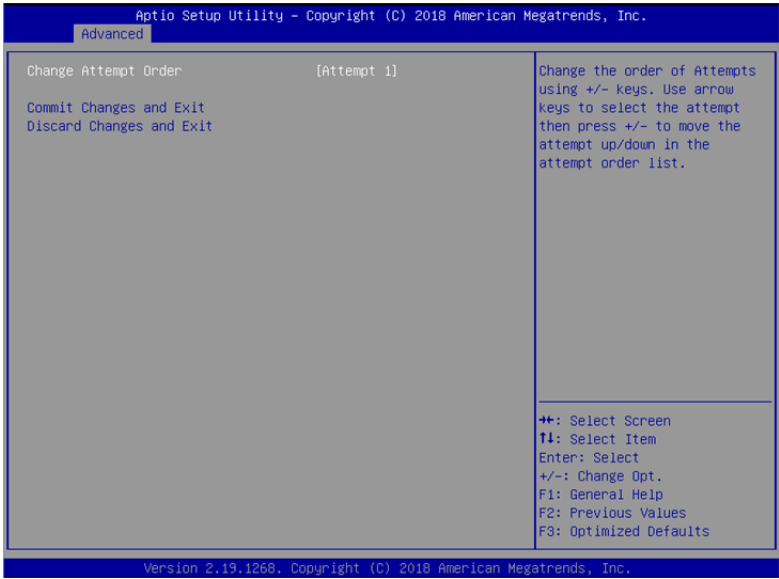 Aptio Setup Utility – Copyright (C) 2018 American Megatrends, Inc.
Advanced
Change Attempt Order [Attempt 1]
Commit Changes and Exit
Discard Changes and Exit
Change the order of Attempts
using +/- keys. Use arrow
keys to select the attempt
then press +/- to move the
attempt up/down in the
attempt order list.
→←: Select Screen
↑↓: Select Item
Enter: Select
+/-: Change Opt.
F1: General Help
F2: Previous Values
F3: Optimized Defaults
Version 2.19.1268. Copyright (C) 2018 American Megatrends, Inc.